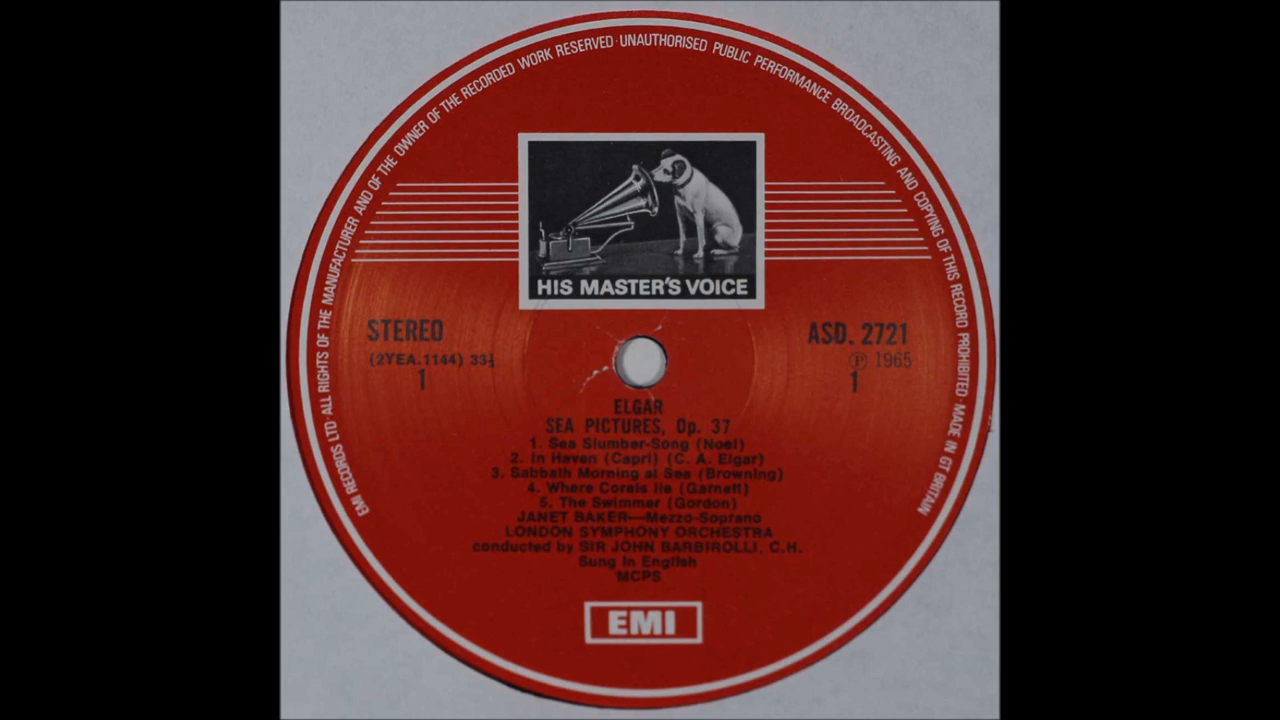 EMI RECORDS LTD · ALL RIGHTS OF THE MANUFACTURER AND OF THE OWNER OF THE RECORDED WORK RESERVED · UNAUTHORISED PUBLIC PERFORMANCE BROADCASTING AND COPYING OF THIS RECORD PROHIBITED · MADE IN GT BRITAIN
HIS MASTER'S VOICE
STEREO
(2YEA.1144) 33⅓
1
ASD. 2721
Ⓟ 1965
1
ELGAR
SEA PICTURES, Op. 37
1. Sea Slumber-Song (Noel)
2. In Haven (Capri) (C. A. Elgar)
3. Sabbath Morning at Sea (Browning)
4. Where Corals lie (Garnett)
5. The Swimmer (Gordon)
JANET BAKER—Mezzo-Soprano
LONDON SYMPHONY ORCHESTRA
conducted by SIR JOHN BARBIROLLI, C.H.
Sung in English
MCPS
EMI